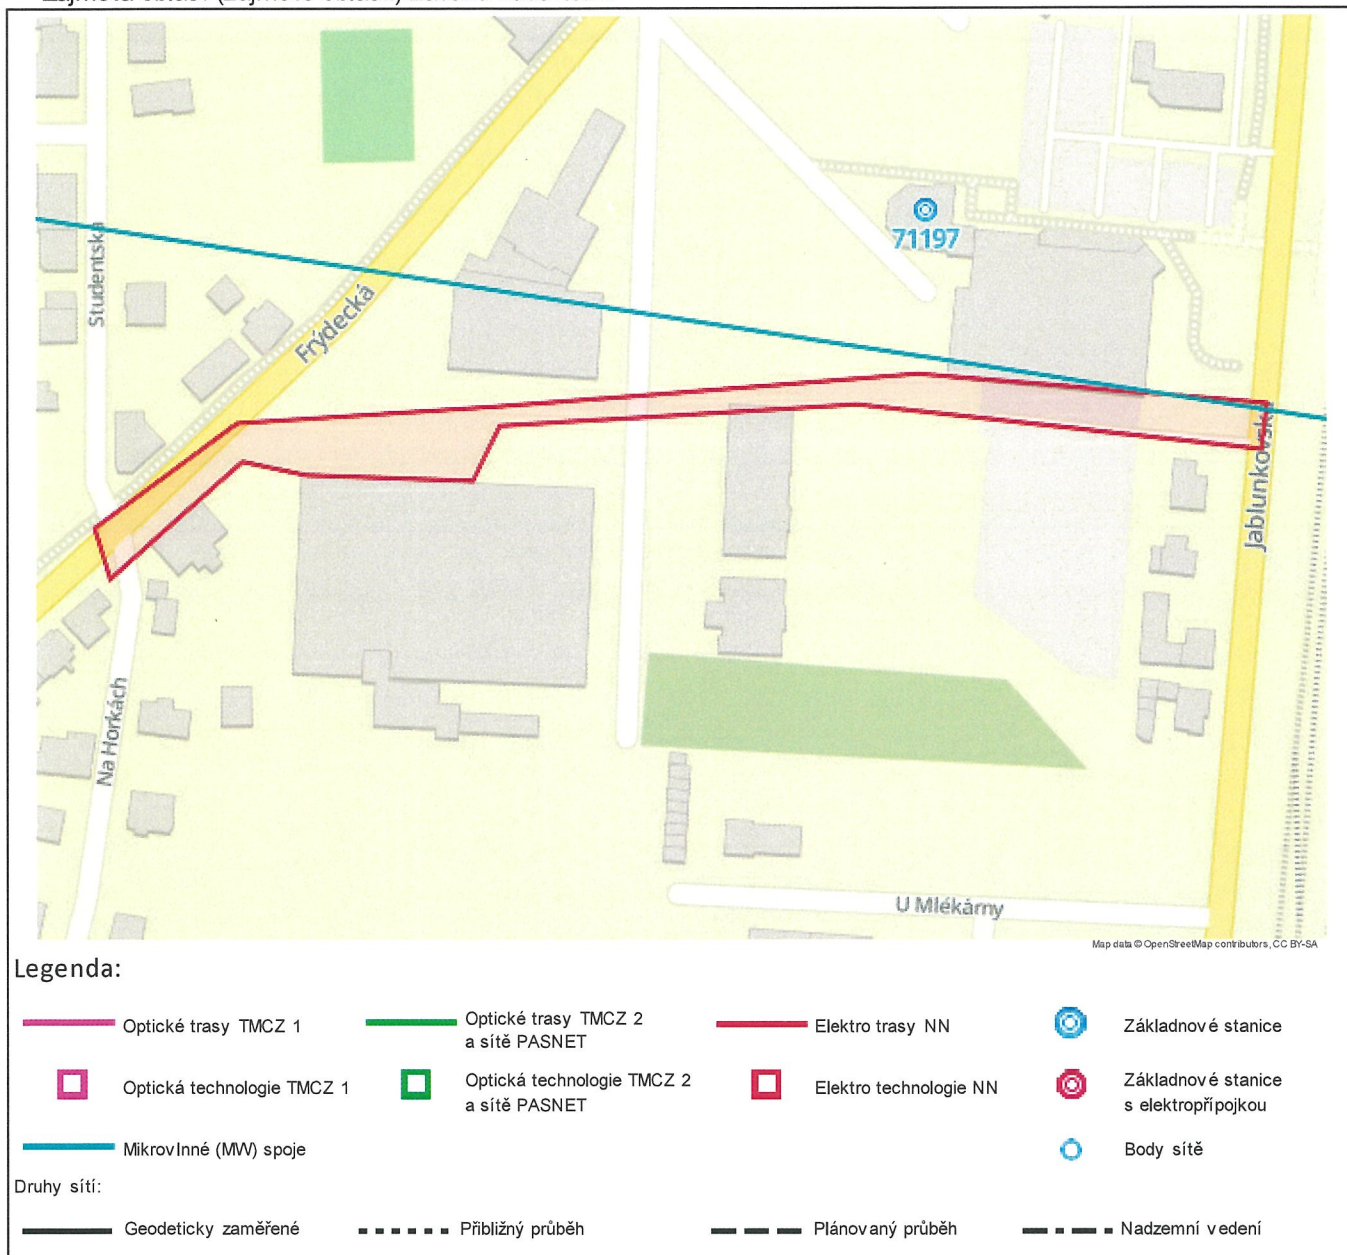 Studentská
Frýdecká
71197
Jablunkovská
Na Horkách
U Mlékárny
Map data © OpenStreetMap contributors, CC BY-SA
Legenda:
Optické trasy TMCZ 1
Optické trasy TMCZ 2
a sítě PASNET
Elektro trasy NN
Základnové stanice
Optická technologie TMCZ 1
Optická technologie TMCZ 2
a sítě PASNET
Elektro technologie NN
Základnové stanice
s elektropřípojkou
Mikrovlnné (MW) spoje
Body sítě
Druhy sítí:
Geodeticky zaměřené
Přibližný průběh
Plánovaný průběh
Nadzemní vedení